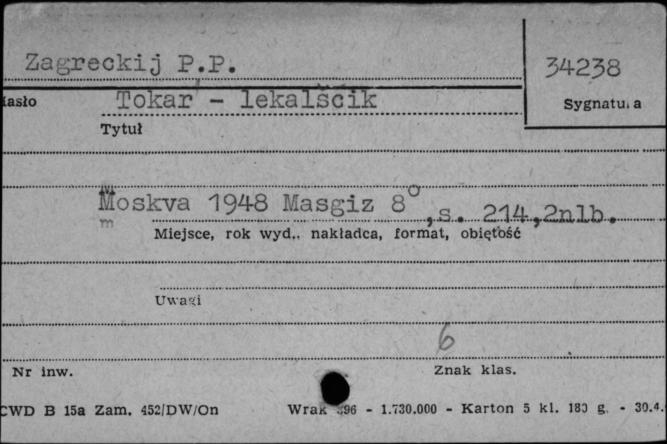 Zagreckij P.P.
34238
Hasło
Tokar' - lekalščik
Sygnatura
Tytuł
Moskva 1948 Masgiz 8°, s. 214, 2nlb.
Miejsce, rok wyd., nakładca, format, objętość
Uwagi
6
Nr inw.
Znak klas.
CWD B 15a Zam. 452/DW/On Wrak 396 - 1.730.000 - Karton 5 kl. 180 g. - 30.4.